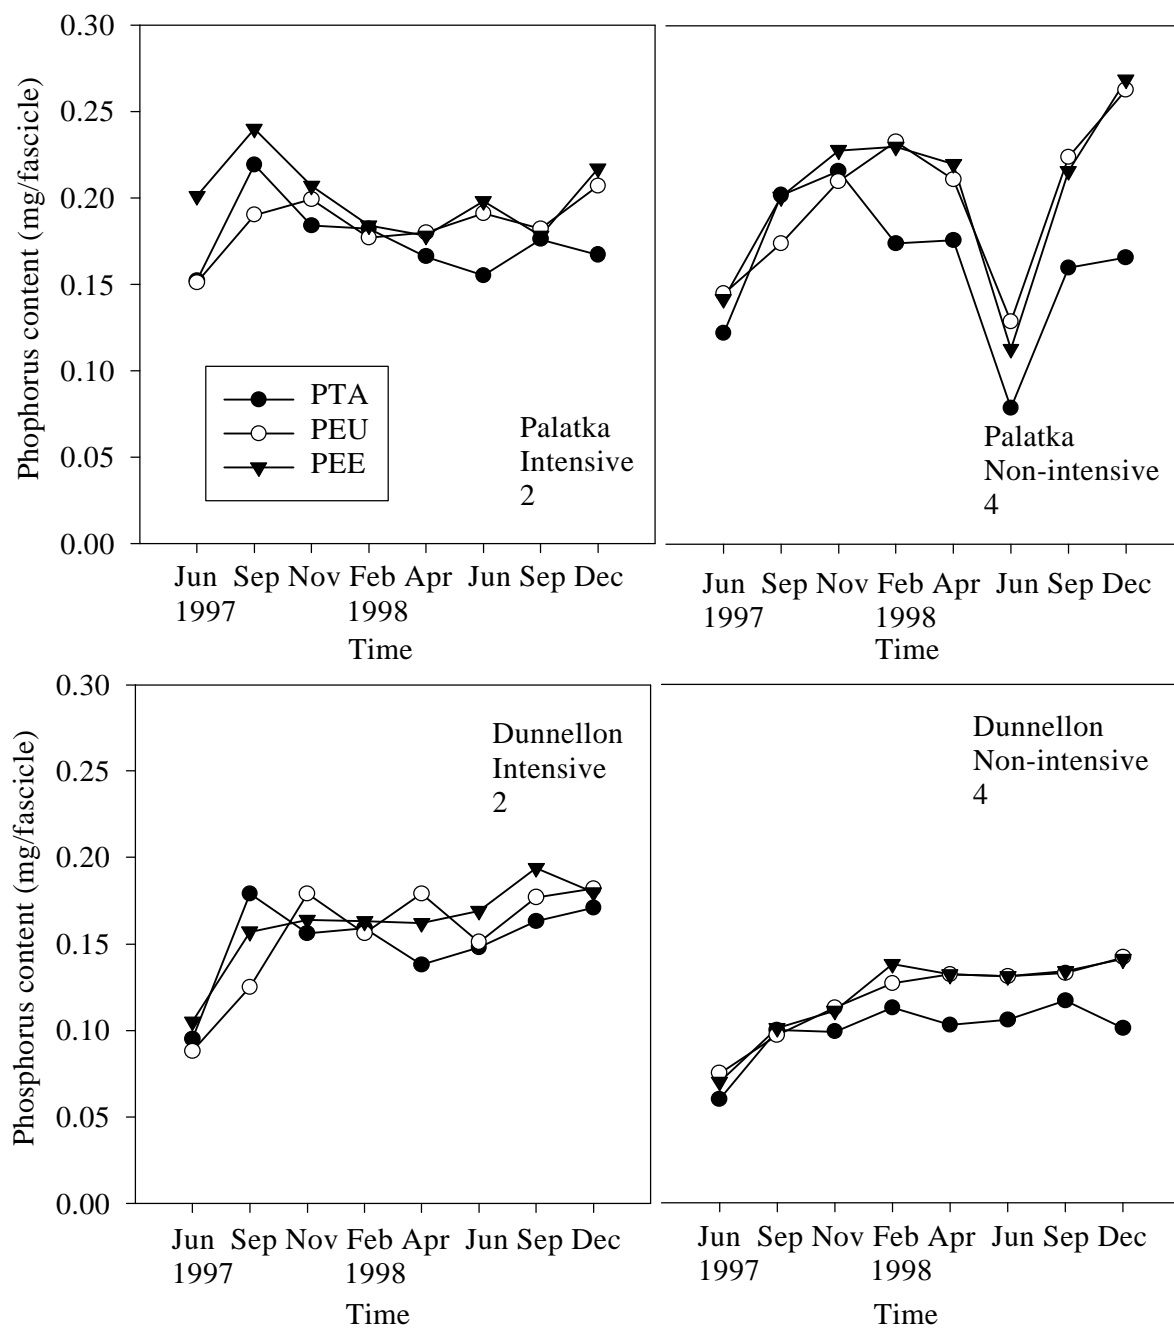 Phophorus content (mg/fascicle)
0.30
0.25
0.20
0.15
0.10
0.05
0.00
PTA
PEU
PEE
Palatka
Intensive
2
Jun Sep Nov Feb Apr Jun Sep Dec
1997 1998
Time
Palatka
Non-intensive
4
Jun Sep Nov Feb Apr Jun Sep Dec
1997 1998
Time
Phosphorus content (mg/fascicle)
0.30
0.25
0.20
0.15
0.10
0.05
0.00
Dunnellon
Intensive
2
Jun Sep Nov Feb Apr Jun Sep Dec
1997 1998
Time
Dunnellon
Non-intensive
4
Jun Sep Nov Feb Apr Jun Sep Dec
1997 1998
Time